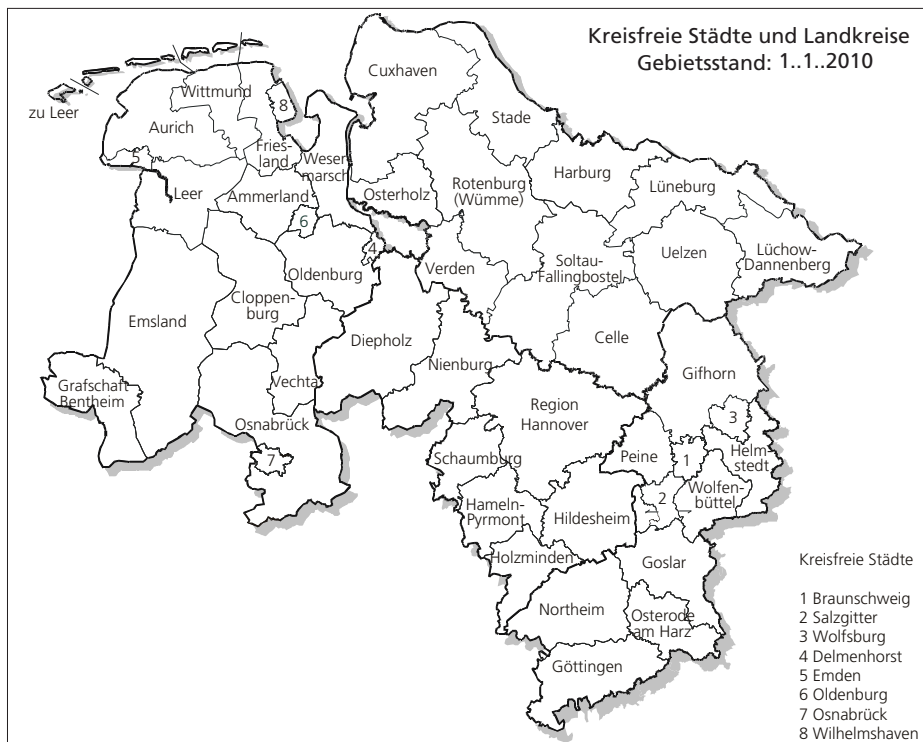 Kreisfreie Städte und Landkreise
Gebietsstand: 1..1..2010
zu Leer
Wittmund
Aurich
5
8
Fries-
land
Weser-
marsch
Leer
Ammerland
6
Oldenburg
4
Cuxhaven
Stade
Osterholz
Rotenburg
(Wümme)
Harburg
Lüneburg
Verden
Soltau-
Fallingbostel
Uelzen
Lüchow-
Dannenberg
Emsland
Cloppen-
burg
Diepholz
Celle
Grafschaft
Bentheim
Vechta
Nienburg
Gifhorn
Osnabrück
7
Region
Hannover
3
Schaumburg
Peine
1
Helm-
stedt
Hameln-
Pyrmont
Hildesheim
2
Wolfen-
büttel
Holzminden
Goslar
Northeim
Osterode
am Harz
Göttingen
Kreisfreie Städte
1 Braunschweig
2 Salzgitter
3 Wolfsburg
4 Delmenhorst
5 Emden
6 Oldenburg
7 Osnabrück
8 Wilhelmshaven